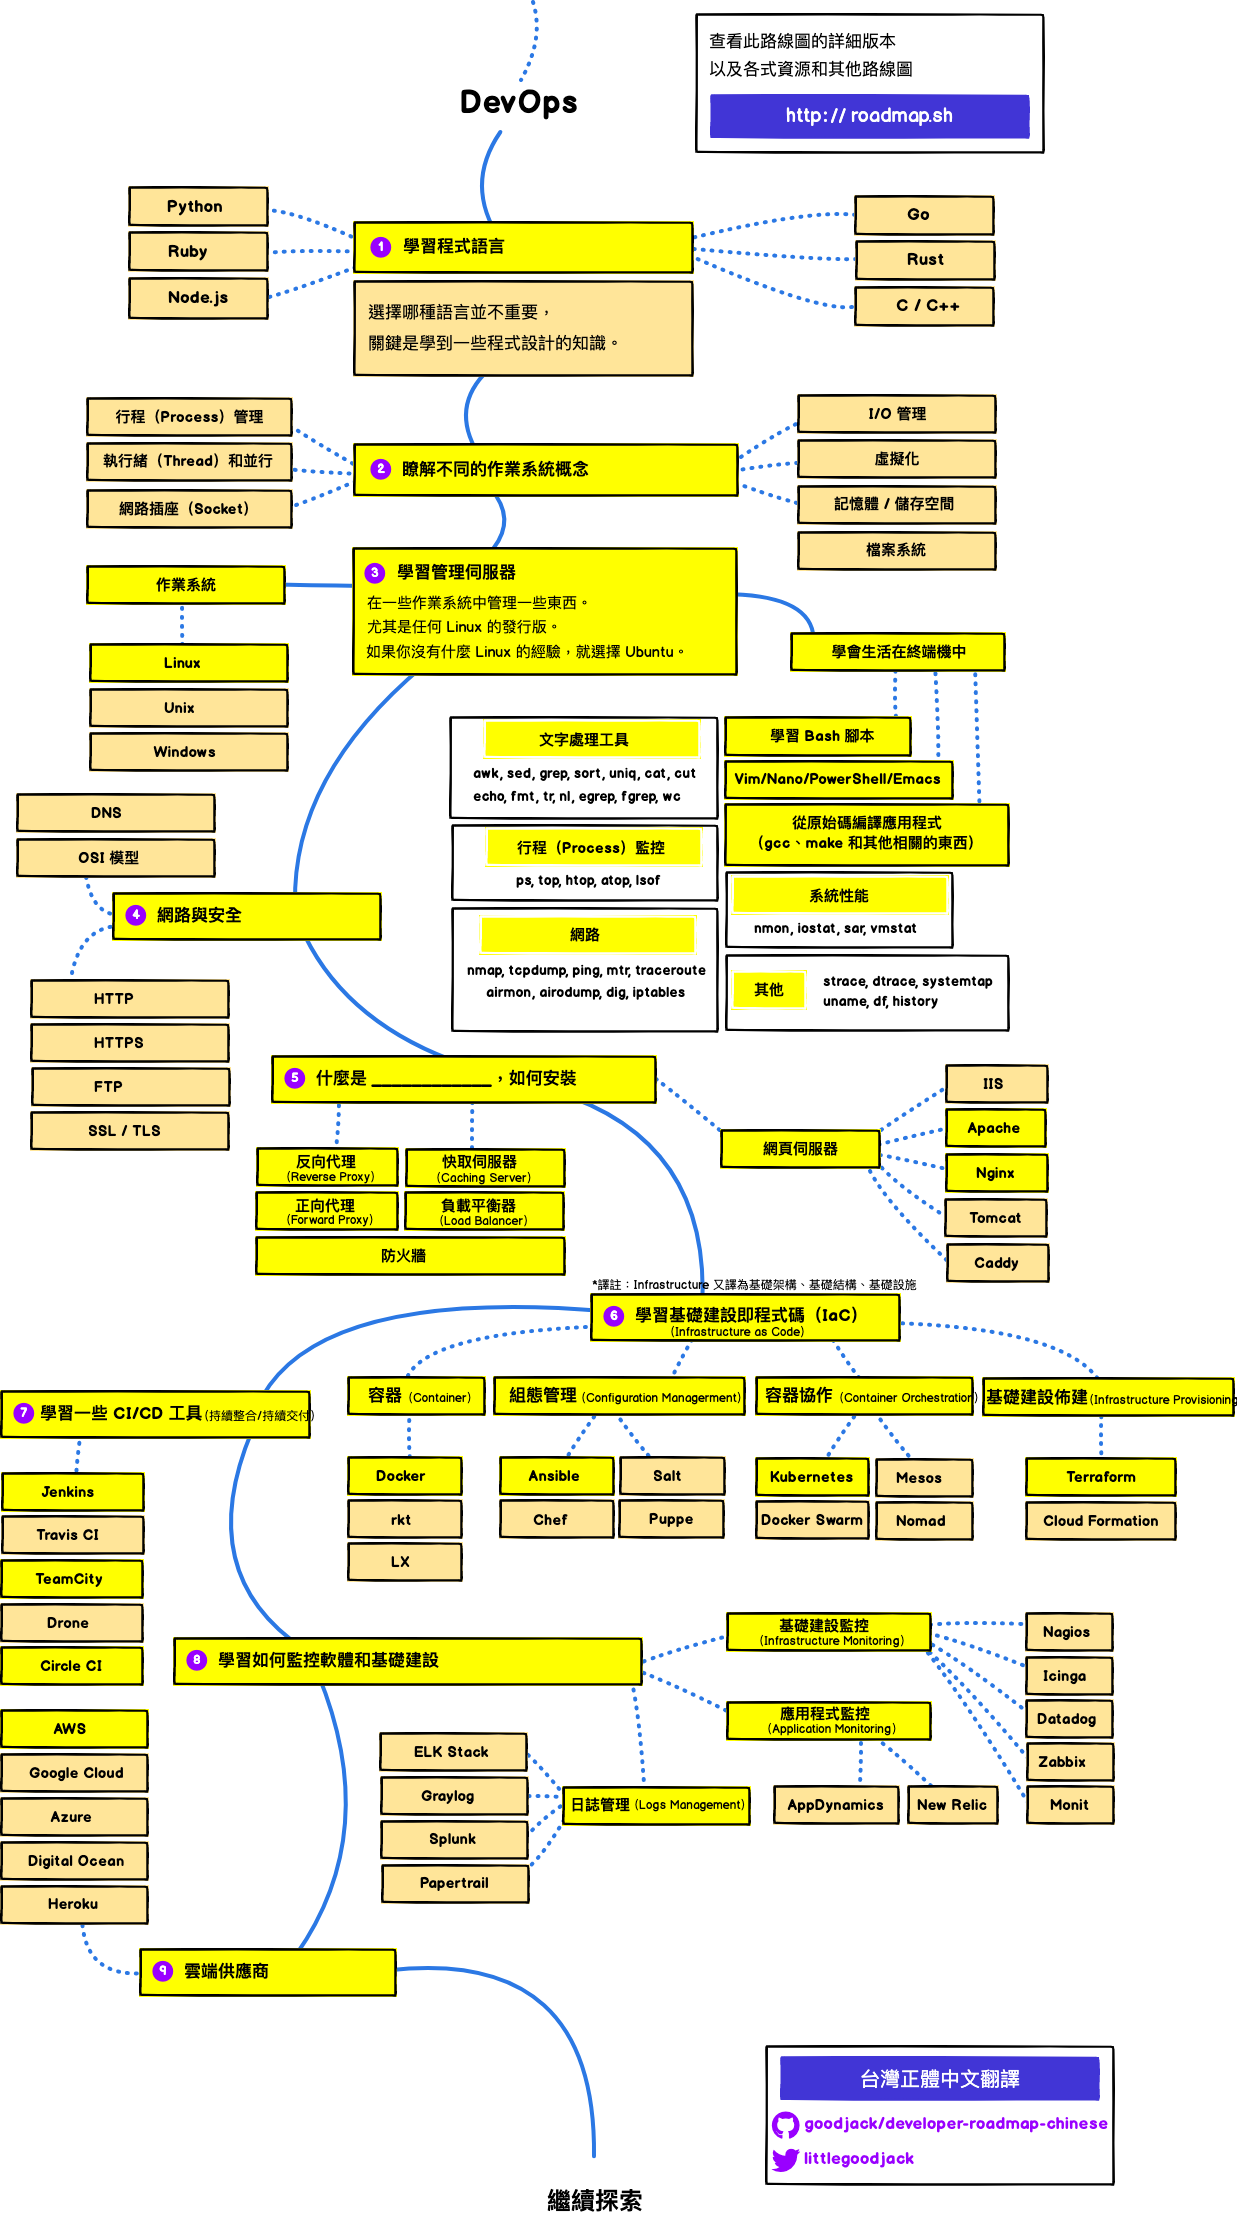 DevOps
查看此路線圖的詳細版本
以及各式資源和其他路線圖
http://roadmap.sh
Python
Ruby
Node.js
1 學習程式語言
Go
Rust
C / C++
選擇哪種語言並不重要，
關鍵是學到一些程式設計的知識。
行程（Process）管理
執行緒（Thread）和並行
網路插座（Socket）
2 瞭解不同的作業系統概念
I/O 管理
虛擬化
記憶體 / 儲存空間
檔案系統
3 學習管理伺服器
在一些作業系統中管理一些東西。
尤其是任何 Linux 的發行版。
如果你沒有什麼 Linux 的經驗，就選擇 Ubuntu。
作業系統
Linux
Unix
Windows
學會生活在終端機中
學習 Bash 腳本
Vim/Nano/PowerShell/Emacs
從原始碼編譯應用程式
（gcc、make 和其他相關的東西）
文字處理工具
awk, sed, grep, sort, uniq, cat, cut
echo, fmt, tr, nl, egrep, fgrep, wc
行程（Process）監控
ps, top, htop, atop, lsof
系統性能
nmon, iostat, sar, vmstat
網路
nmap, tcpdump, ping, mtr, traceroute
airmon, airodump, dig, iptables
其他
strace, dtrace, systemtap
uname, df, history
DNS
OSI 模型
4 網路與安全
HTTP
HTTPS
FTP
SSL / TLS
5 什麼是 ____________，如何安裝
反向代理
(Reverse Proxy)
快取伺服器
(Caching Server)
正向代理
(Forward Proxy)
負載平衡器
(Load Balancer)
防火牆
網頁伺服器
IIS
Apache
Nginx
Tomcat
Caddy
*譯註：Infrastructure 又譯為基礎架構、基礎結構、基礎設施
6 學習基礎建設即程式碼（IaC）
(Infrastructure as Code)
容器 (Container)
Docker
rkt
LX
組態管理 (Configuration Managerment)
Ansible
Salt
Chef
Puppe
容器協作 (Container Orchestration)
Kubernetes
Mesos
Docker Swarm
Nomad
基礎建設佈建 (Infrastructure Provisioning
Terraform
Cloud Formation
7 學習一些 CI/CD 工具 (持續整合/持續交付)
Jenkins
Travis CI
TeamCity
Drone
Circle CI
8 學習如何監控軟體和基礎建設
基礎建設監控
(Infrastructure Monitoring)
Nagios
Icinga
Datadog
Zabbix
Monit
應用程式監控
(Application Monitoring)
AppDynamics
New Relic
日誌管理 (Logs Management)
ELK Stack
Graylog
Splunk
Papertrail
AWS
Google Cloud
Azure
Digital Ocean
Heroku
9 雲端供應商
繼續探索
台灣正體中文翻譯
goodjack/developer-roadmap-chinese
littlegoodjack